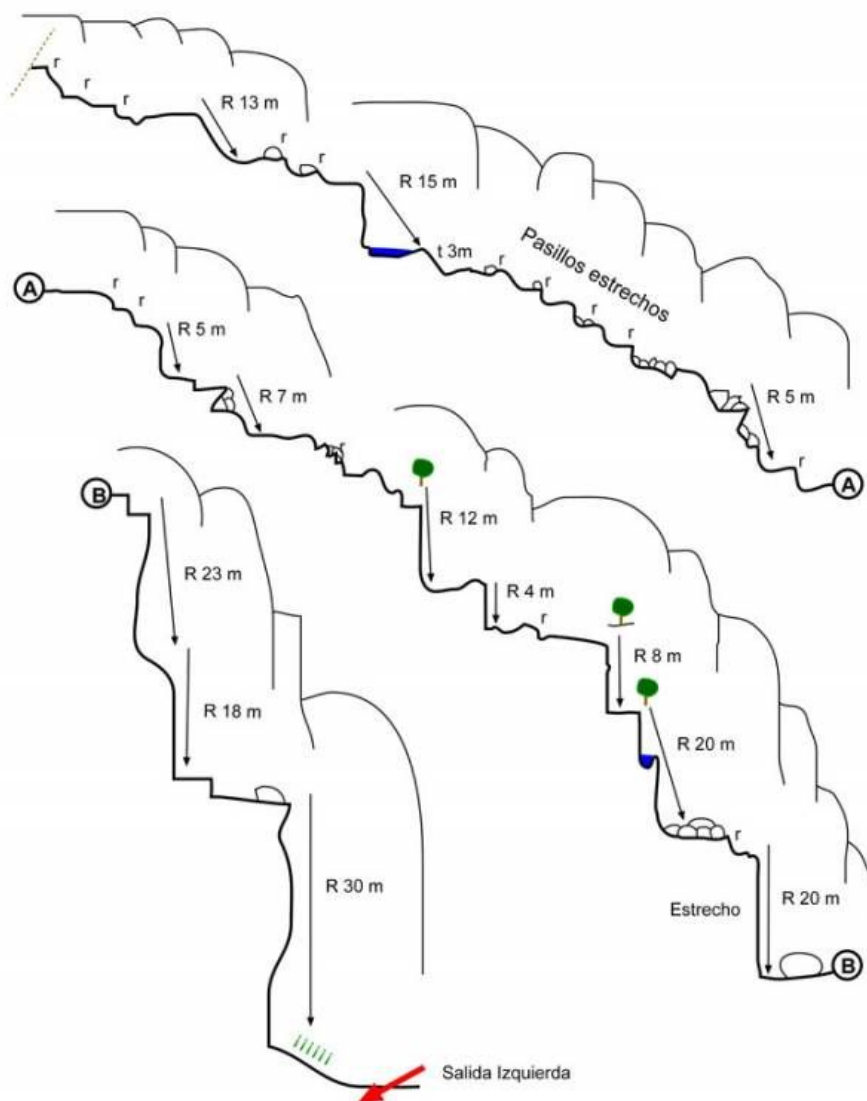 r
r
r
R 13 m
r
r
R 15 m
t 3m
Pasillos estrechos
r
r
r
r
R 5 m
r
A
A
r
r
R 5 m
R 7 m
r
R 12 m
R 4 m
r
R 8 m
R 20 m
r
Estrecho
R 20 m
B
B
R 23 m
R 18 m
R 30 m
Salida Izquierda